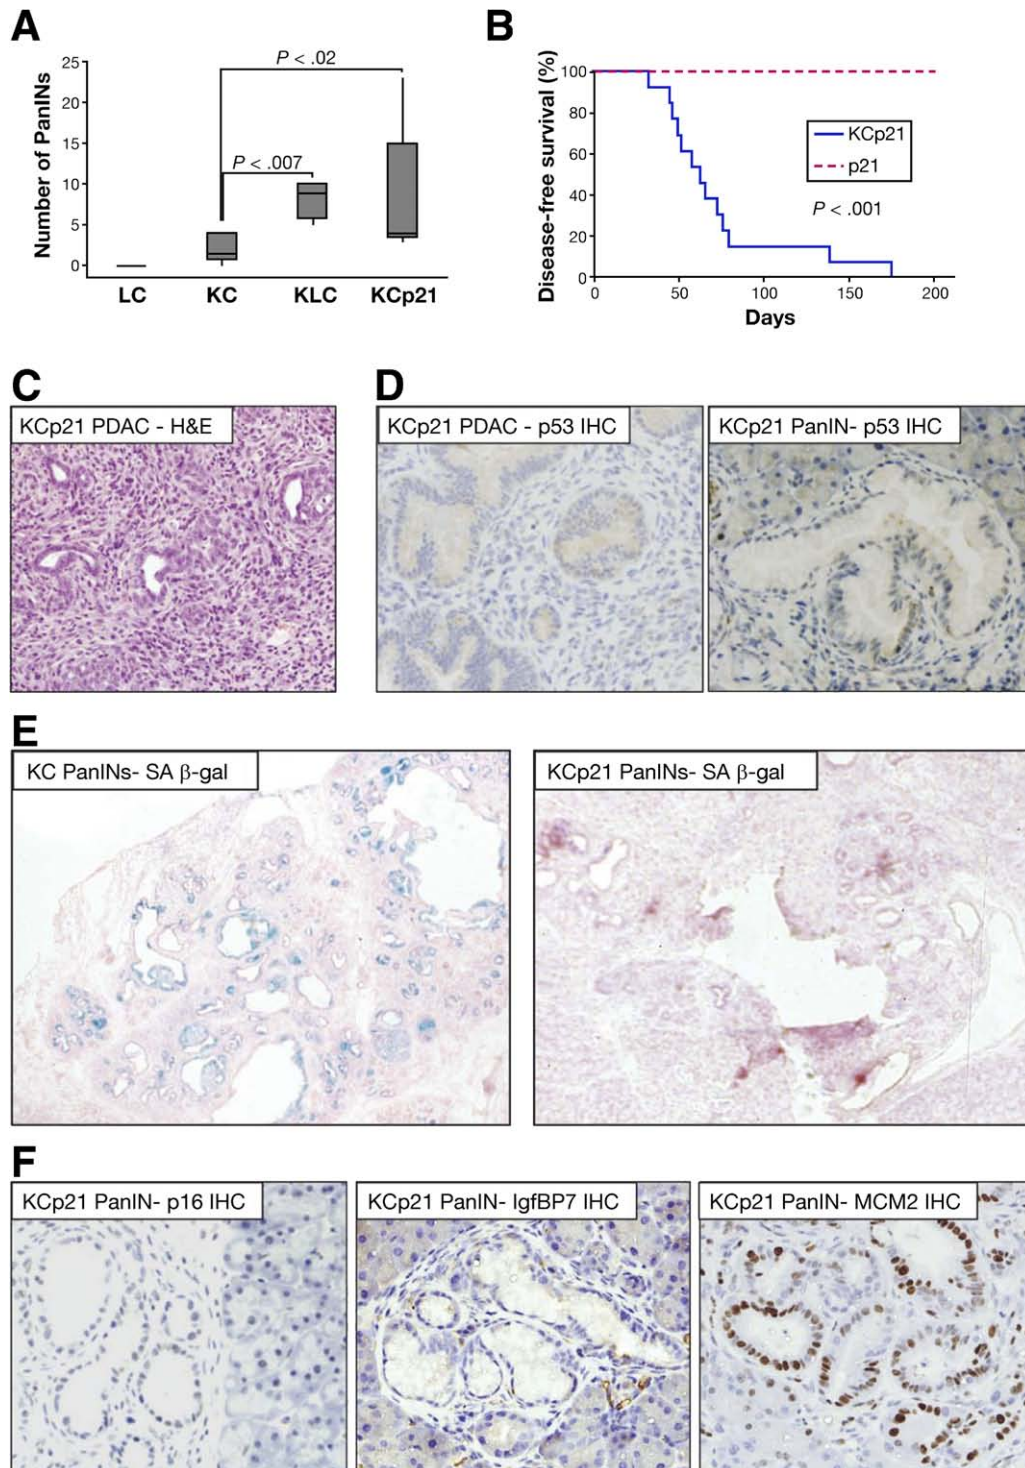 A
Number of PanINs
25
20
15
10
5
0
P < .02
P < .007
LC KC KLC KCp21
B
Disease-free survival (%)
100
80
60
40
20
0
KCp21
p21
P < .001
0 50 100 150 200
Days
C
KCp21 PDAC - H&E
D
KCp21 PDAC - p53 IHC
KCp21 PanIN- p53 IHC
E
KC PanINs- SA β-gal
KCp21 PanINs- SA β-gal
F
KCp21 PanIN- p16 IHC
KCp21 PanIN- IgfBP7 IHC
KCp21 PanIN- MCM2 IHC